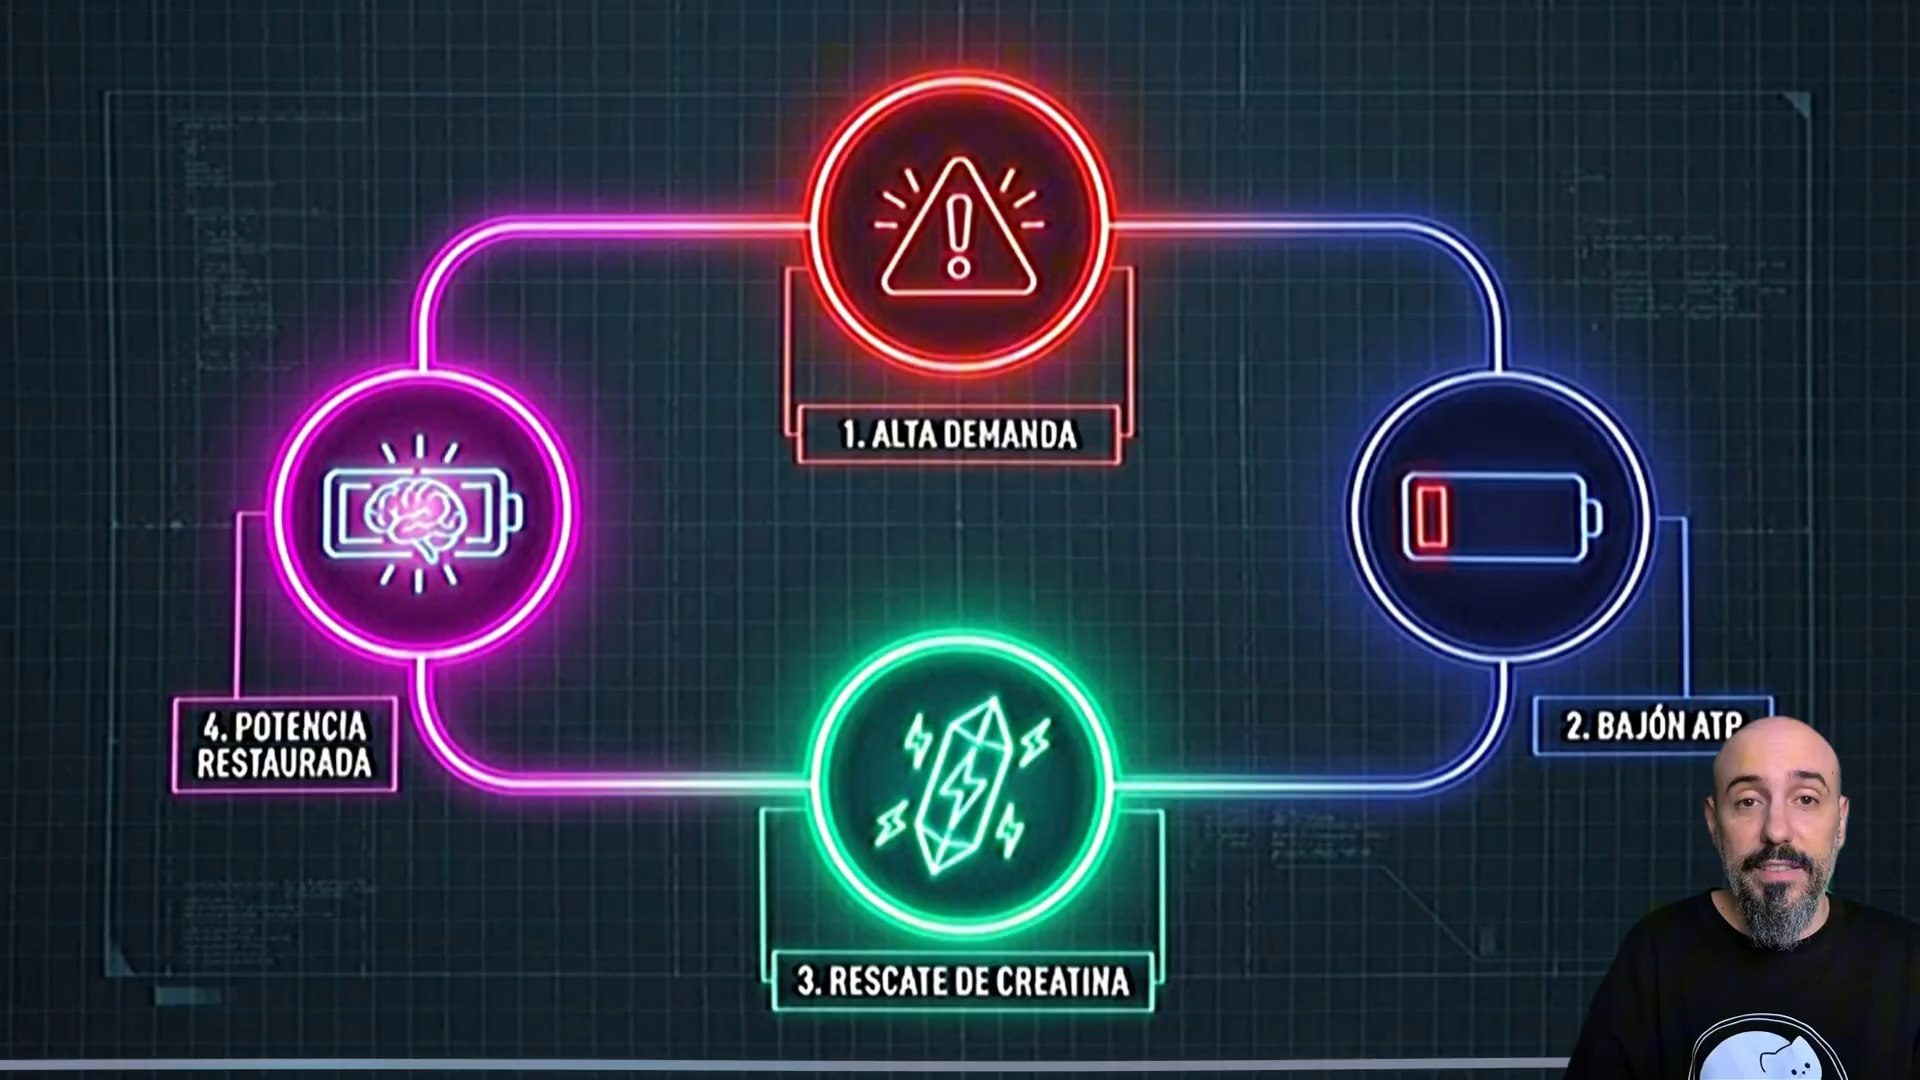 1. ALTA DEMANDA
2. BAJÓN ATP
3. RESCATE DE CREATINA
4. POTENCIA
RESTAURADA